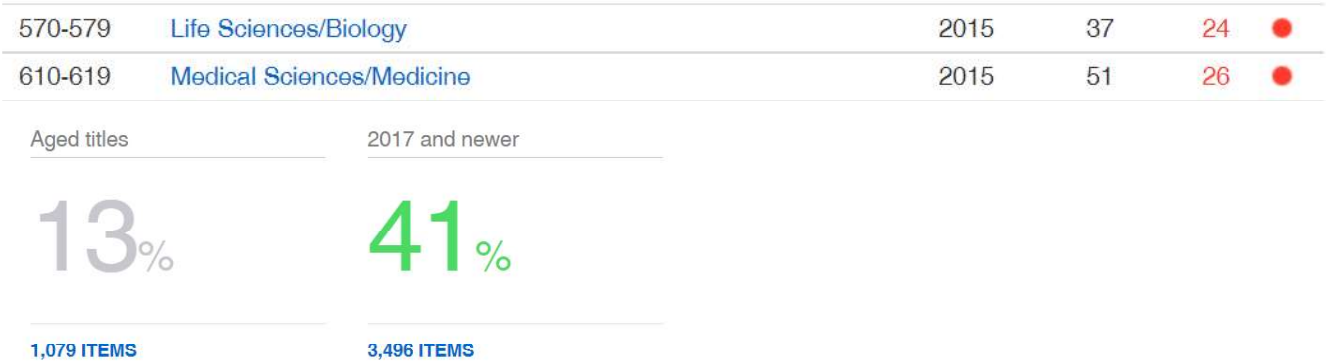 570-579 Life Sciences/Biology 2015 37 24
610-619 Medical Sciences/Medicine 2015 51 26
Aged titles 2017 and newer
13% 41%
1,079 ITEMS 3,496 ITEMS